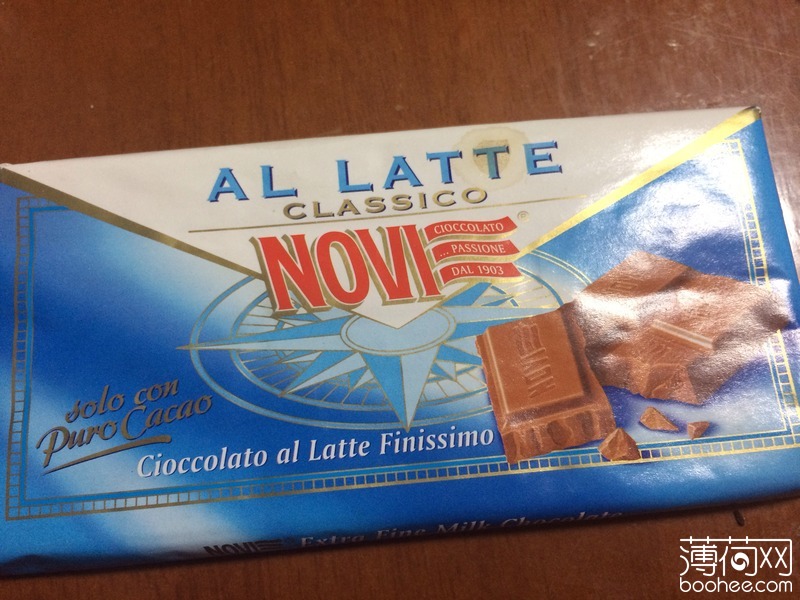 AL LATTE
CLASSICO
NOVI
CIOCCOLATO
... PASSIONE
DAL 1903
®
NOVI
solo con
Puro Cacao
Cioccolato al Latte Finissimo
NOVI Extra Fine Milk Chocolate
薄荷网
boohee.com